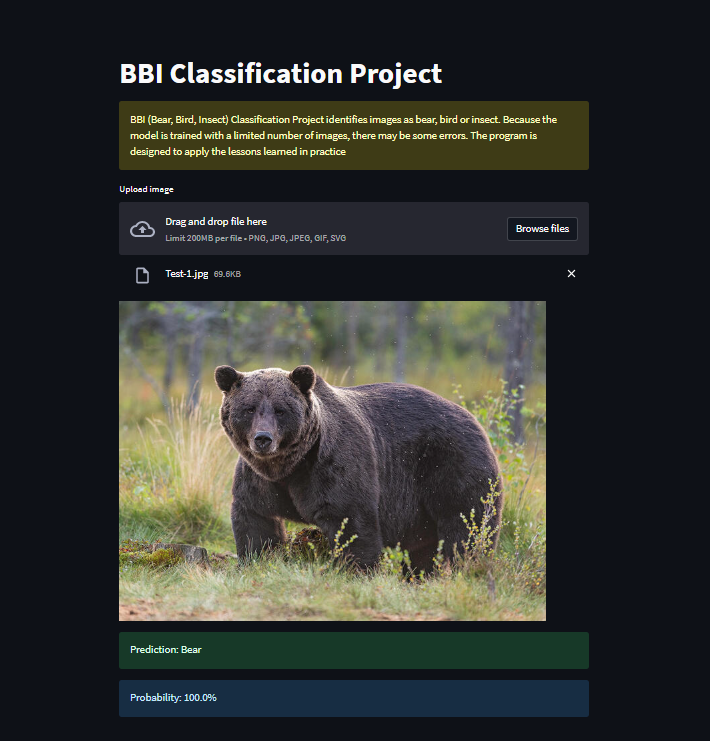 BBI Classification Project
BBI (Bear, Bird, Insect) Classification Project identifies images as bear, bird or insect. Because the
model is trained with a limited number of images, there may be some errors. The program is
designed to apply the lessons learned in practice
Upload image
Drag and drop file here
Limit 200MB per file • PNG, JPG, JPEG, GIF, SVG
Browse files
Test-1.jpg 69.6KB
Prediction: Bear
Probability: 100.0%